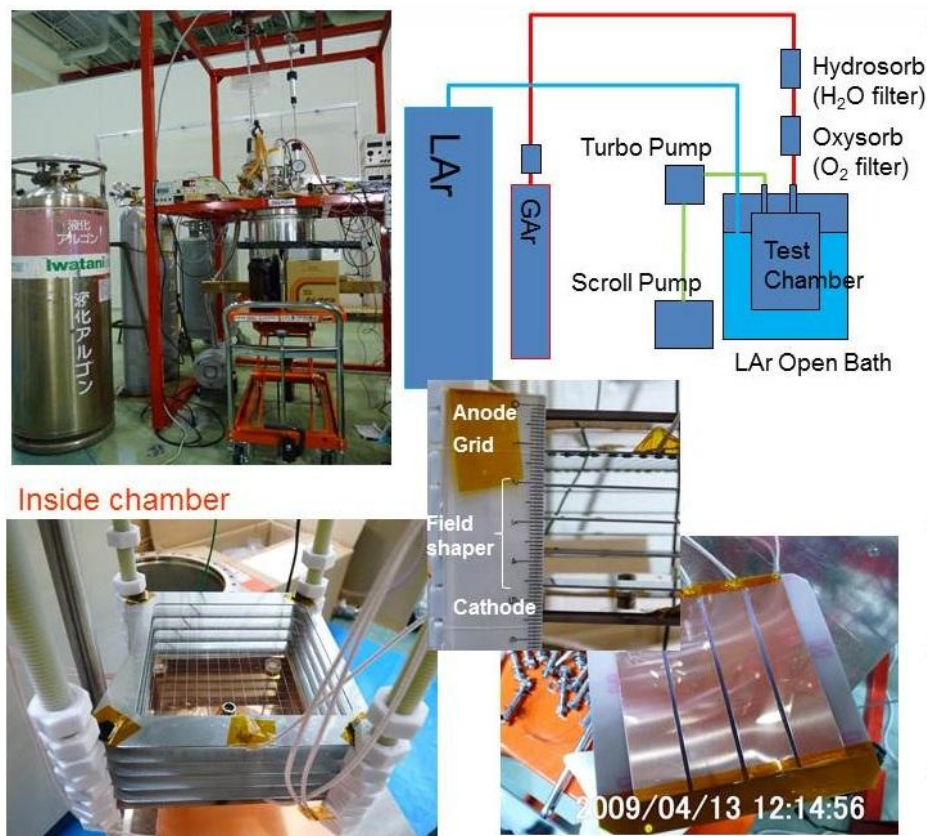 液化
アルゴン
Iwatani
液化アルゴン
LAr
GAr
Hydrosorb
(H₂O filter)
Oxysorb
(O₂ filter)
Turbo Pump
Test
Chamber
Scroll Pump
LAr Open Bath
Anode
Grid
Field
shaper
Cathode
Inside chamber
2009/04/13 12:14:56